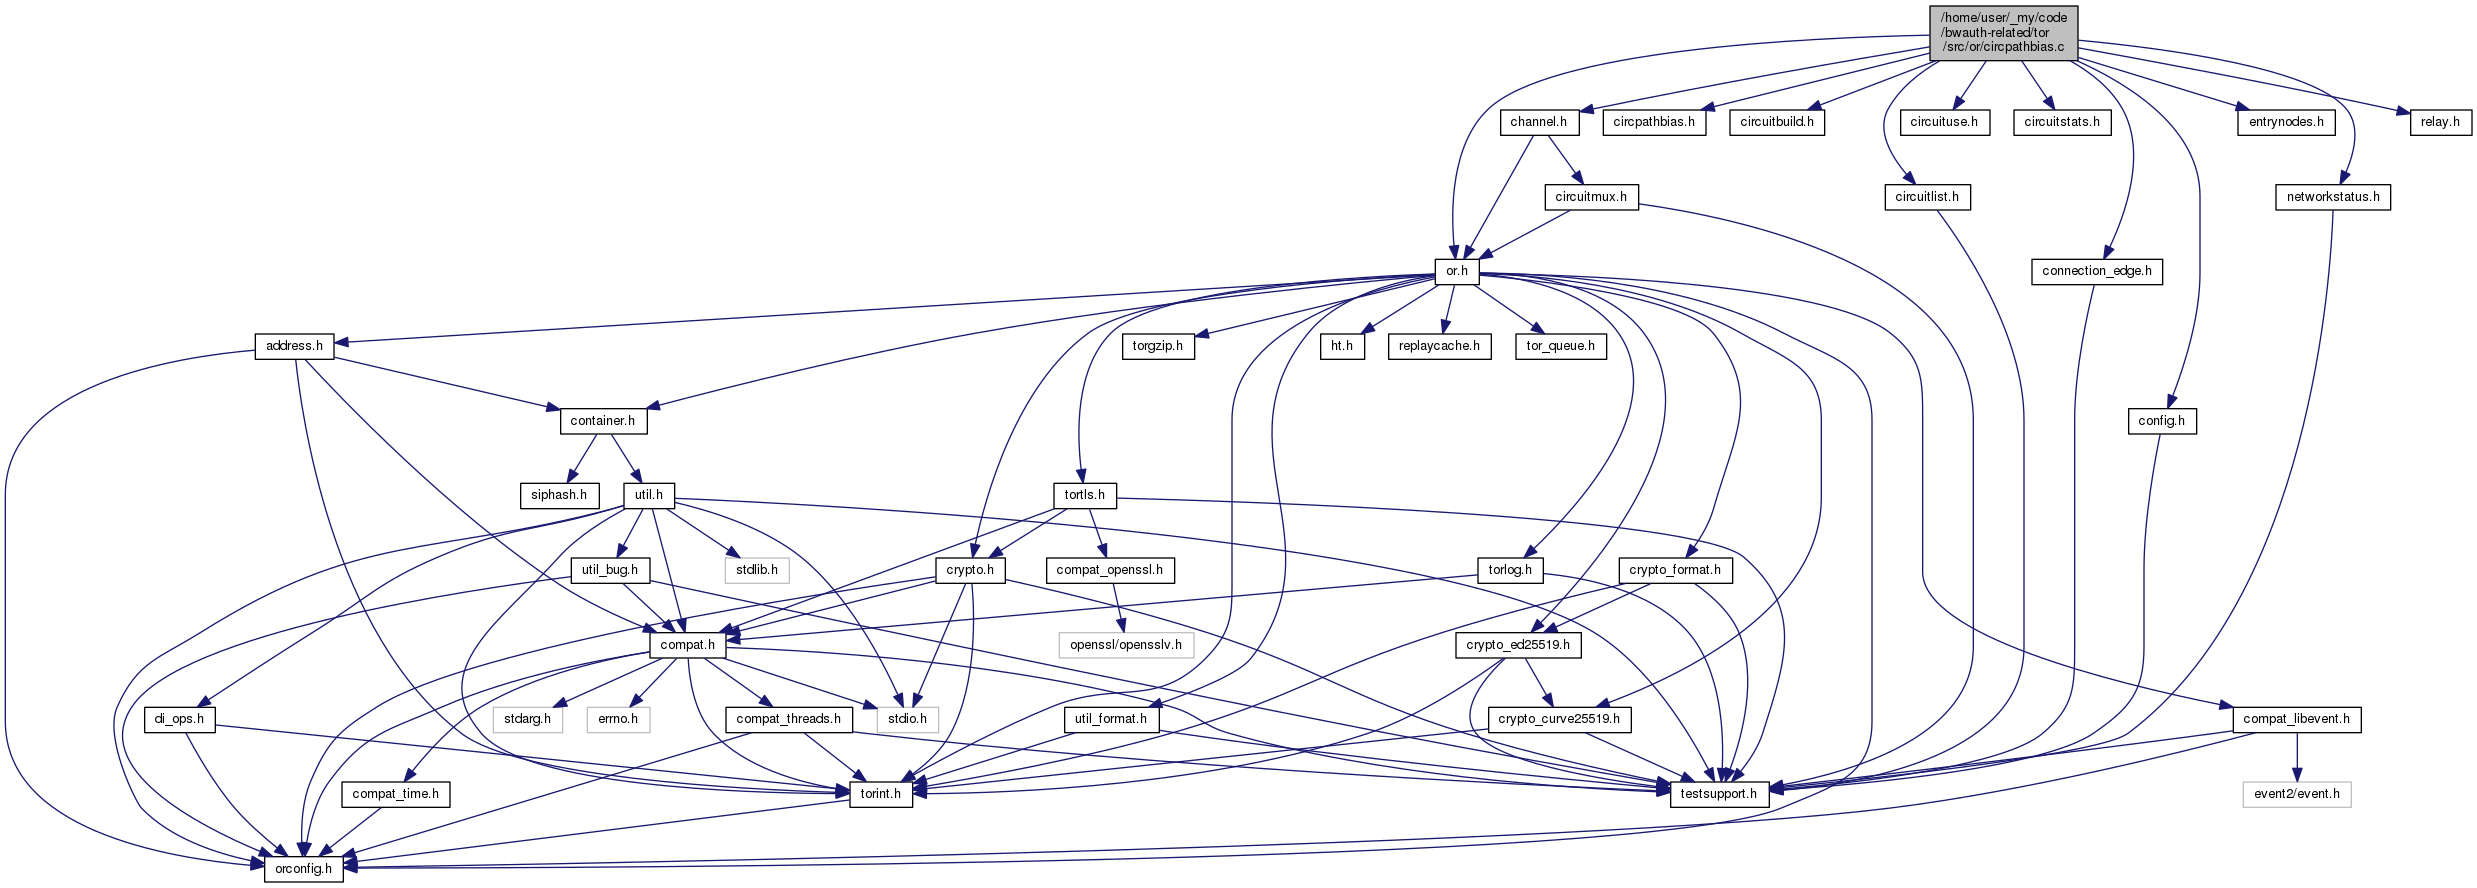 /home/user/_my/code
/bwauth-related/tor
/src/or/circpathbias.c
channel.h
circpathbias.h
circuitbuild.h
circuituse.h
circuitstats.h
entrynodes.h
relay.h
circuitmux.h
circuitlist.h
networkstatus.h
or.h
connection_edge.h
address.h
torgzip.h
ht.h
replaycache.h
tor_queue.h
container.h
config.h
siphash.h
util.h
tortls.h
util_bug.h
stdlib.h
crypto.h
compat_openssl.h
torlog.h
crypto_format.h
compat.h
openssl/opensslv.h
crypto_ed25519.h
di_ops.h
stdarg.h
errno.h
compat_threads.h
stdio.h
util_format.h
crypto_curve25519.h
compat_libevent.h
compat_time.h
torint.h
testsupport.h
event2/event.h
orconfig.h